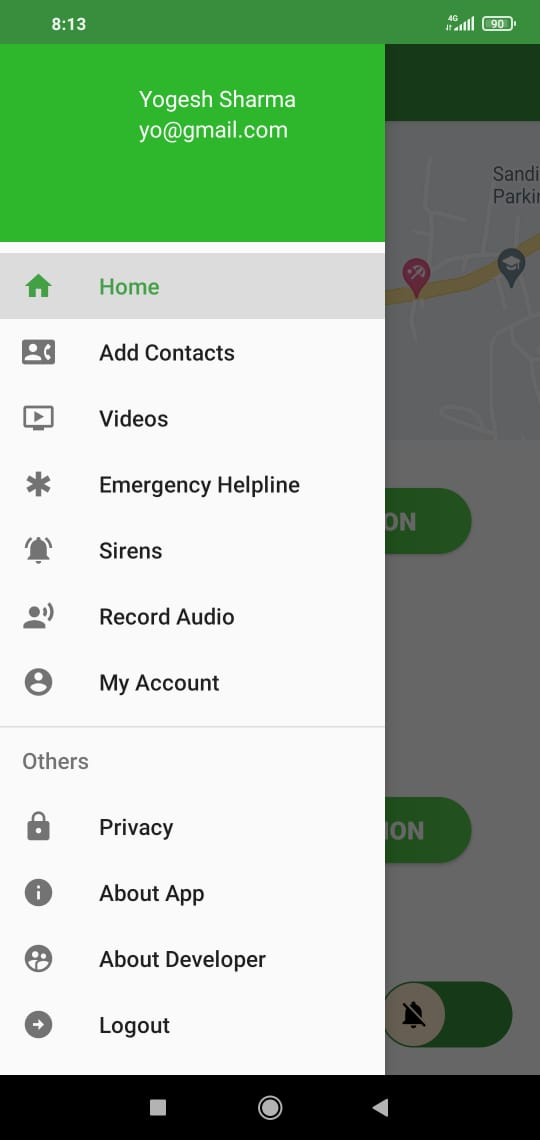 8:13
4G
90
Yogesh Sharma
yo@gmail.com
Sandi
Parkin
Home
Add Contacts
Videos
Emergency Helpline
ON
Sirens
Record Audio
My Account
Others
Privacy
ION
About App
About Developer
Logout